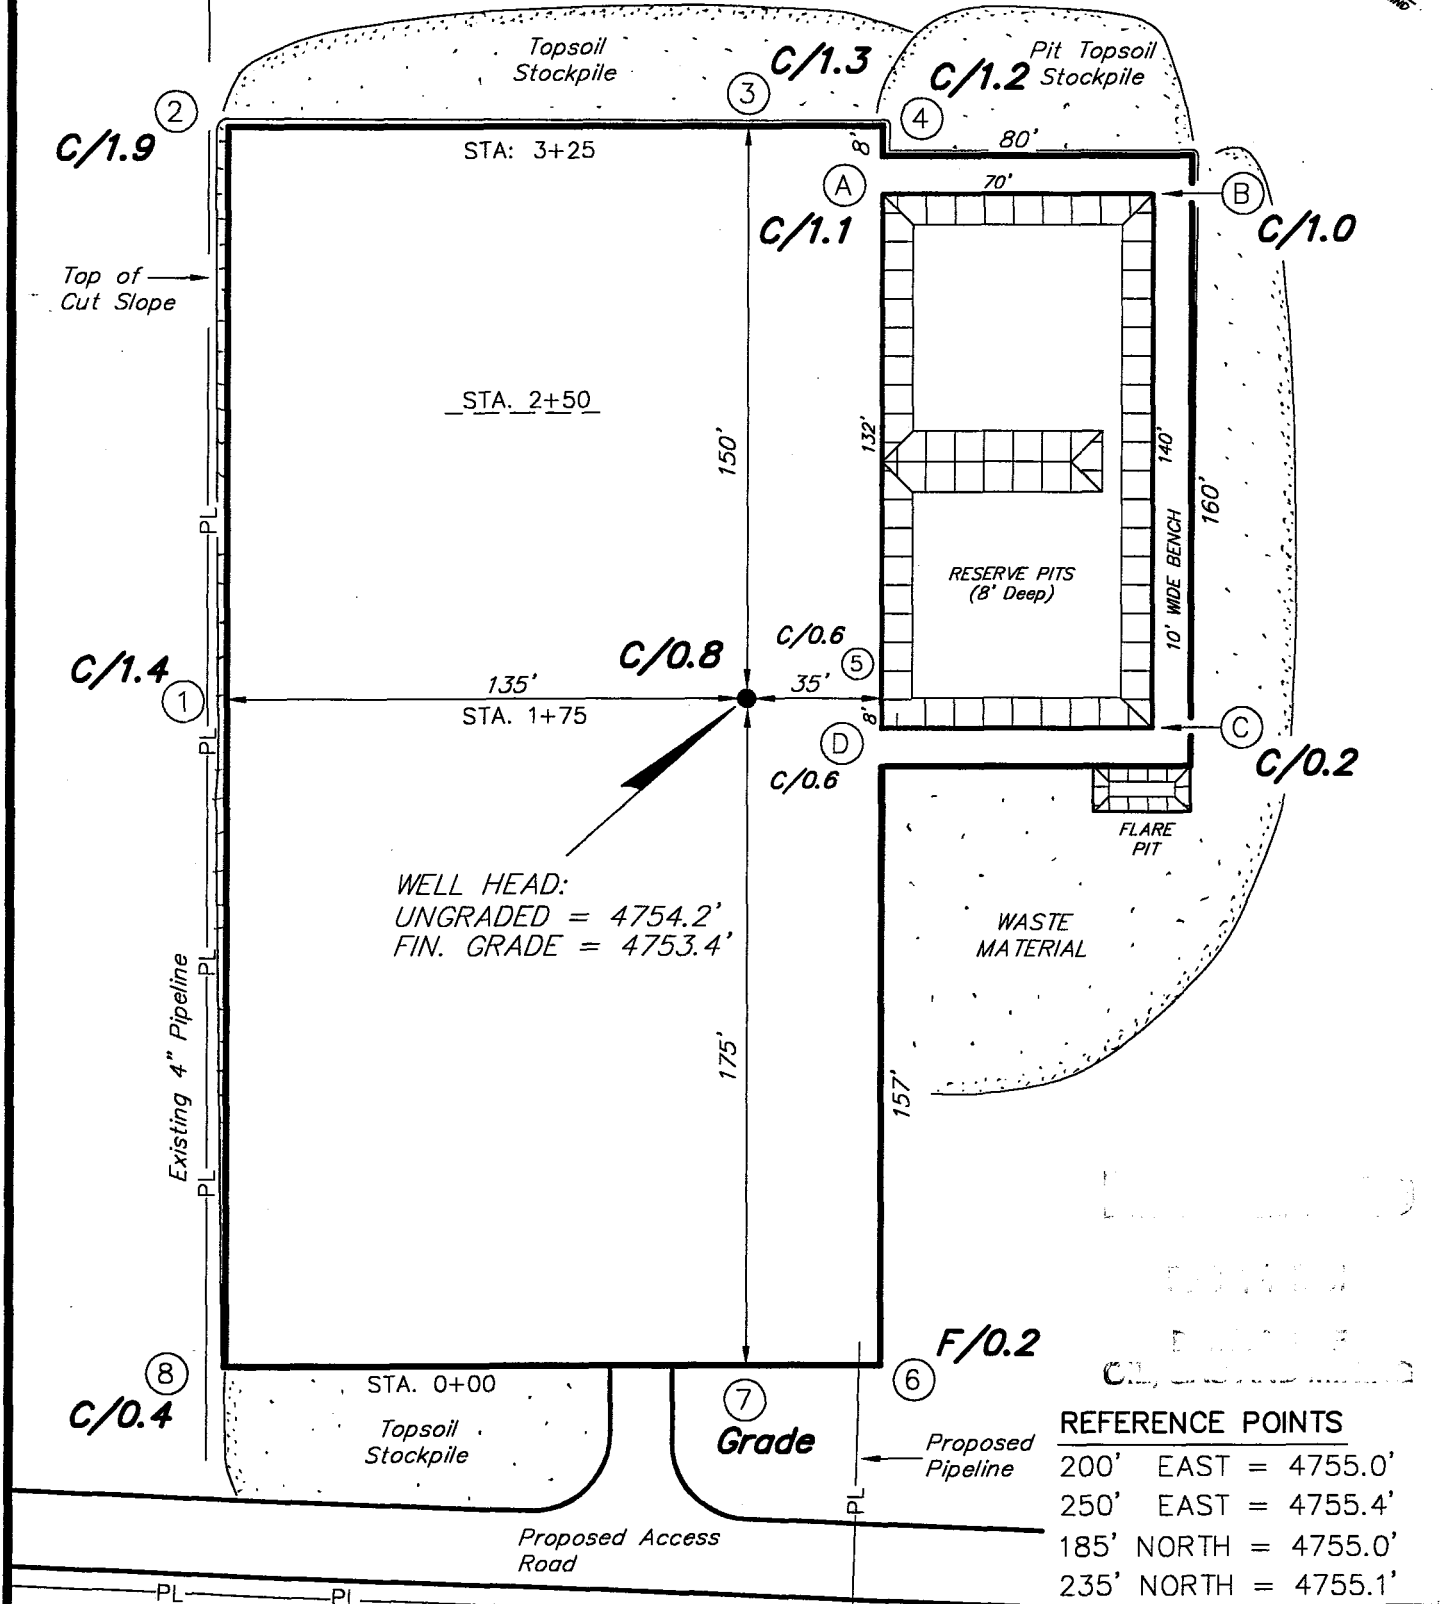 Topsoil
Stockpile
C/1.3
Pit Topsoil
Stockpile
C/1.2
2
3
4
C/1.9
STA: 3+25
8'
80'
A
70'
B
C/1.1
C/1.0
Top of
Cut Slope
STA. 2+50
150'
132'
140'
160'
PL
10' WIDE BENCH
RESERVE PITS
(8' Deep)
C/0.6
5
C/0.8
C/1.4
1
135'
35'
STA. 1+75
8'
PL
D
C
C/0.6
C/0.2
FLARE
PIT
WELL HEAD:
UNGRADED = 4754.2'
FIN. GRADE = 4753.4'
WASTE
MATERIAL
PL
Existing 4" Pipeline
175'
157'
PL
F/0.2
8
STA. 0+00
6
C/0.4
7
Grade
Topsoil
Stockpile
Proposed
Pipeline
PL
REFERENCE POINTS
200' EAST = 4755.0'
250' EAST = 4755.4'
185' NORTH = 4755.0'
235' NORTH = 4755.1'
Proposed Access
Road
PL
PL